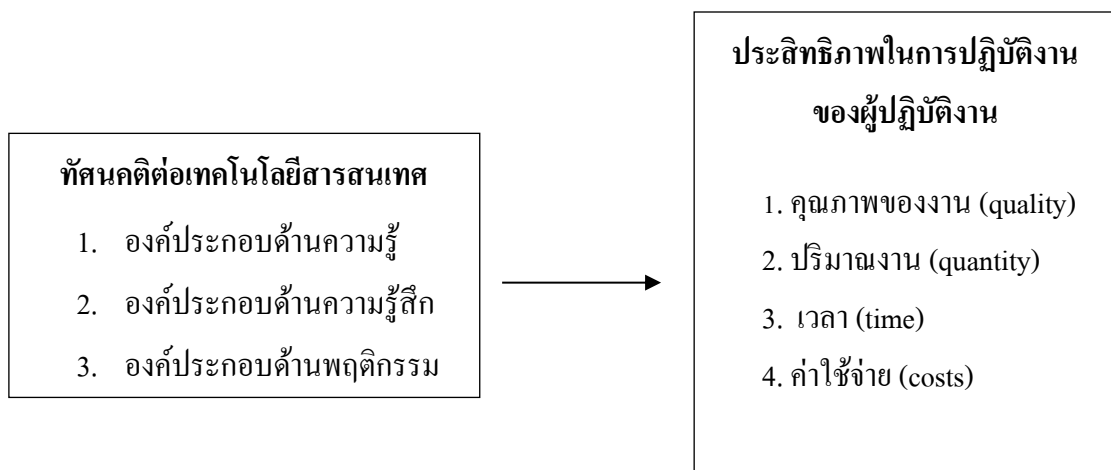 ประสิทธิภาพในการปฏิบัติงาน
ของผู้ปฏิบัติงาน
1. คุณภาพของงาน (quality)
2. ปริมาณงาน (quantity)
3. เวลา (time)
4. ค่าใช้จ่าย (costs)
ทัศนคติต่อเทคโนโลยีสารสนเทศ
1. องค์ประกอบด้านความรู้
2. องค์ประกอบด้านความรู้สึก
3. องค์ประกอบด้านพฤติกรรม